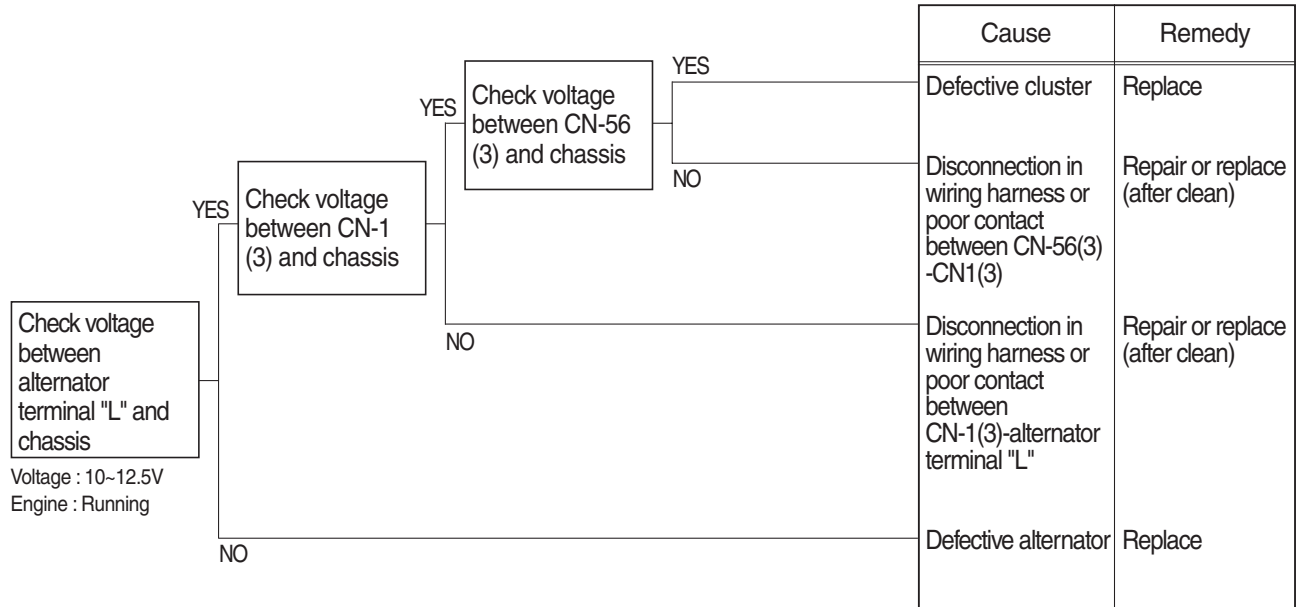 Cause
Remedy
YES
Defective cluster
Replace
YES
Check voltage
between CN-56
(3) and chassis
NO
Disconnection in
wiring harness or
poor contact
between CN-56(3)
-CN1(3)
Repair or replace
(after clean)
YES
Check voltage
between CN-1
(3) and chassis
NO
Disconnection in
wiring harness or
poor contact
between
CN-1(3)-alternator
terminal "L"
Repair or replace
(after clean)
Check voltage
between
alternator
terminal "L" and
chassis
Voltage : 10~12.5V
Engine : Running
NO
Defective alternator
Replace